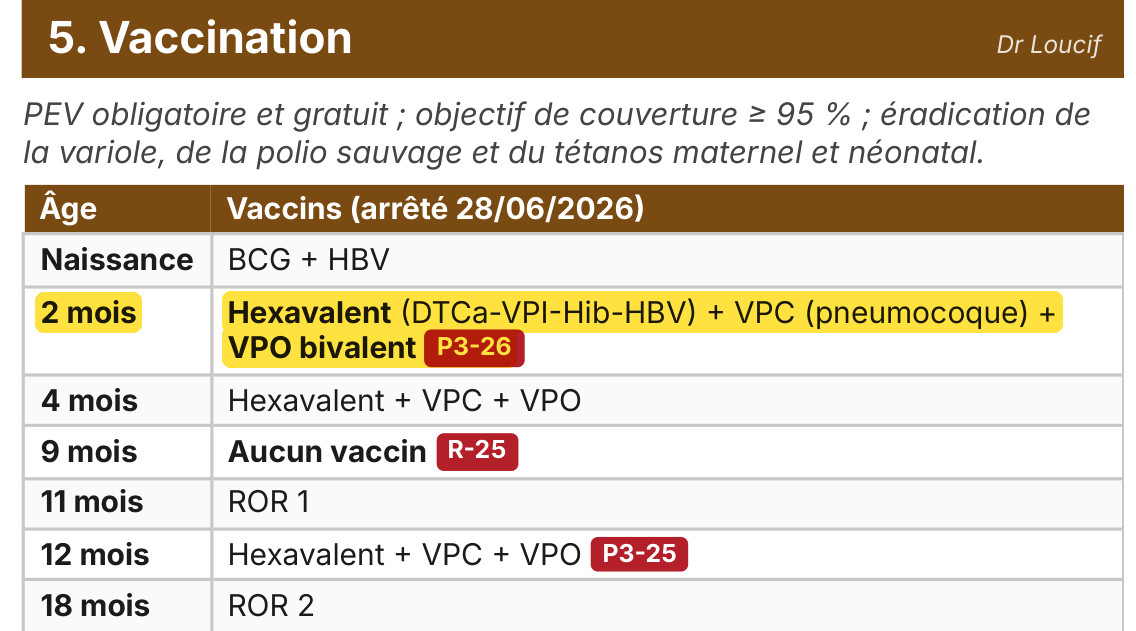 5. Vaccination
Dr Loucif
PEV obligatoire et gratuit ; objectif de couverture ≥ 95 % ; éradication de
la variole, de la polio sauvage et du tétanos maternel et néonatal.
Âge Vaccins (arrêté 28/06/2026)
Naissance BCG + HBV
2 mois Hexavalent (DTCa-VPI-Hib-HBV) + VPC (pneumocoque) +
VPO bivalent P3-26
4 mois Hexavalent + VPC + VPO
9 mois Aucun vaccin R-25
11 mois ROR 1
12 mois Hexavalent + VPC + VPO P3-25
18 mois ROR 2